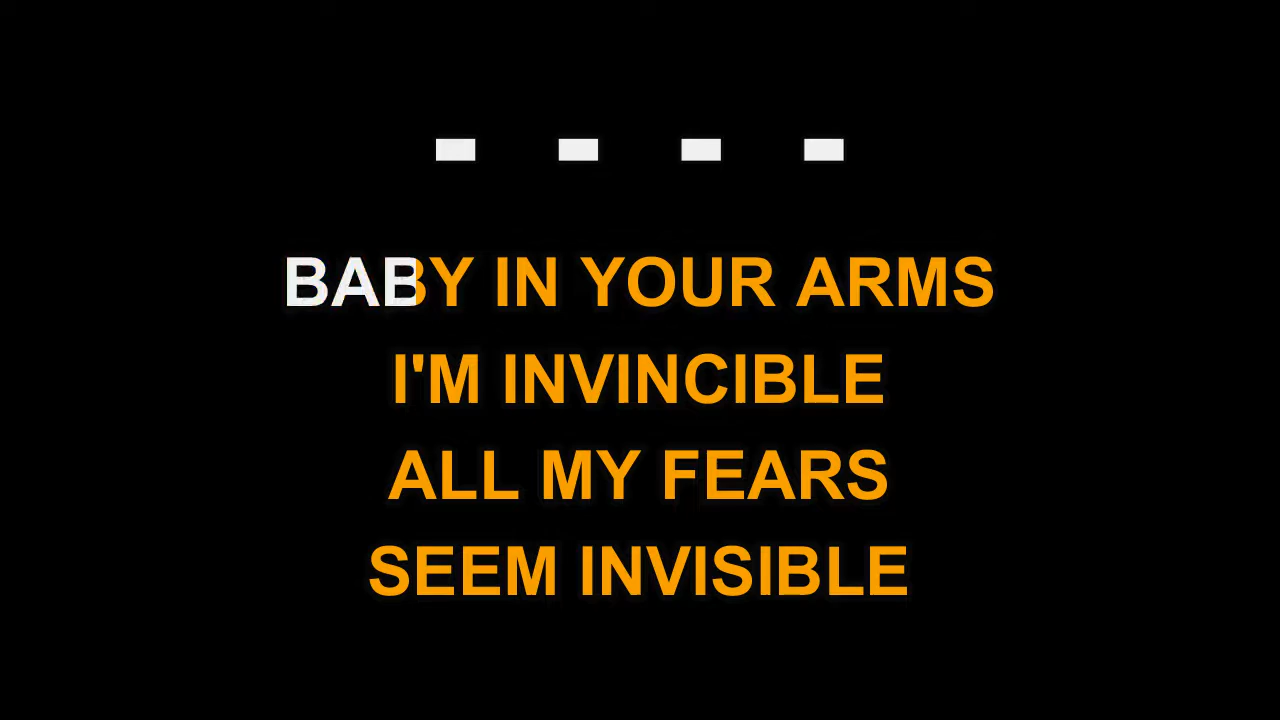 BABY IN YOUR ARMS
I'M INVINCIBLE
ALL MY FEARS
SEEM INVISIBLE